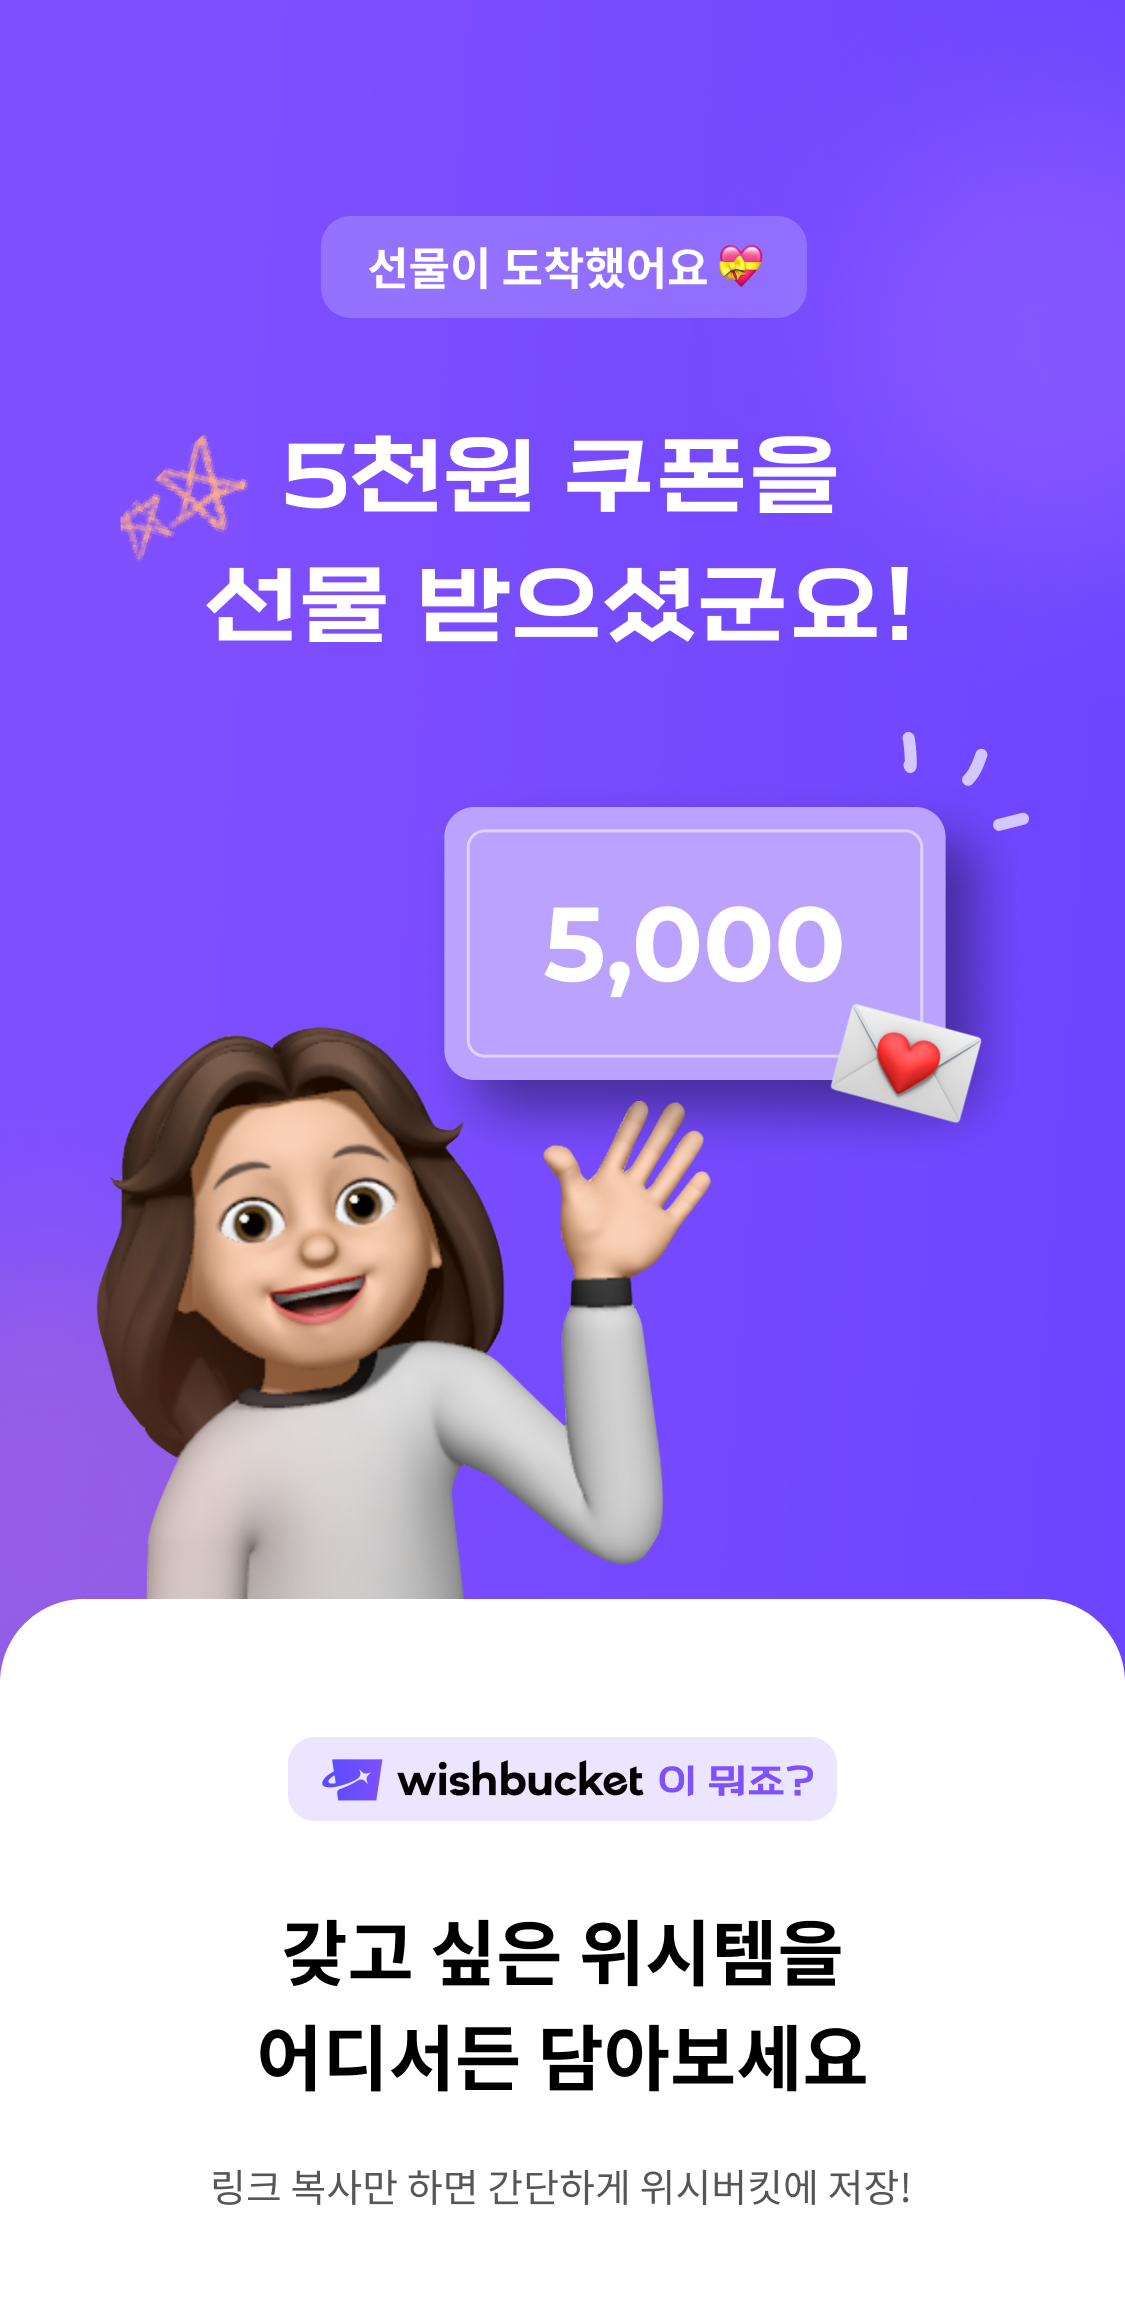 선물이 도착했어요 💝
5천원 쿠폰을
선물 받으셨군요!
5,000
wishbucket 이 뭐죠?
갖고 싶은 위시템을
어디서든 담아보세요
링크 복사만 하면 간단하게 위시버킷에 저장!